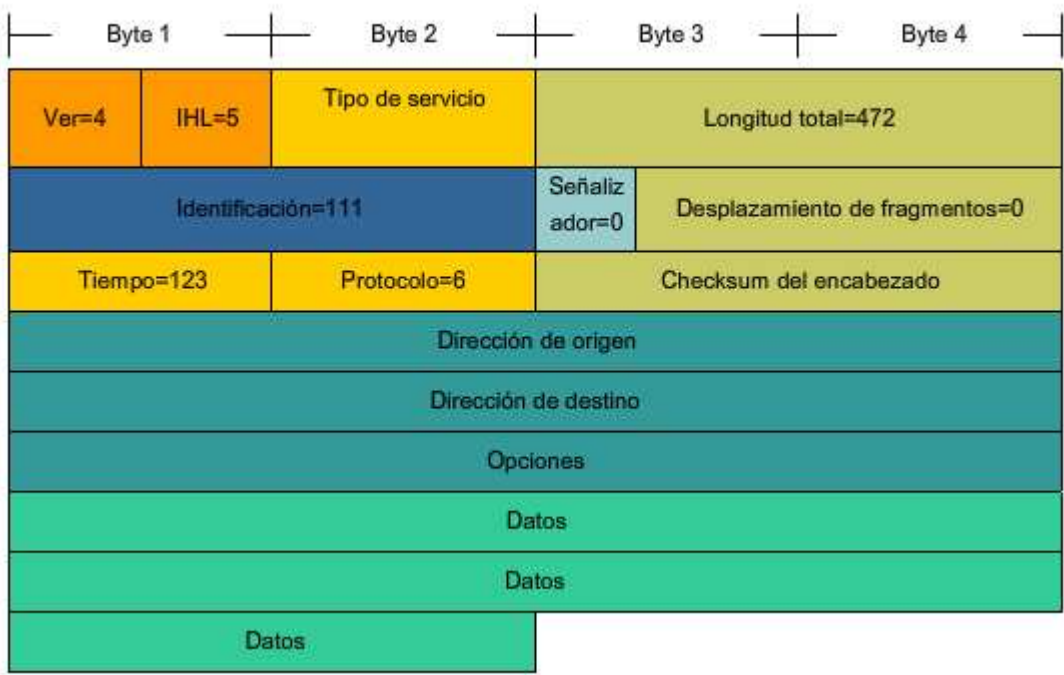 Byte 1 Byte 2 Byte 3 Byte 4
Ver=4 IHL=5 Tipo de servicio Longitud total=472
Identificación=111 Señaliz
ador=0 Desplazamiento de fragmentos=0
Tiempo=123 Protocolo=6 Checksum del encabezado
Dirección de origen
Dirección de destino
Opciones
Datos
Datos
Datos